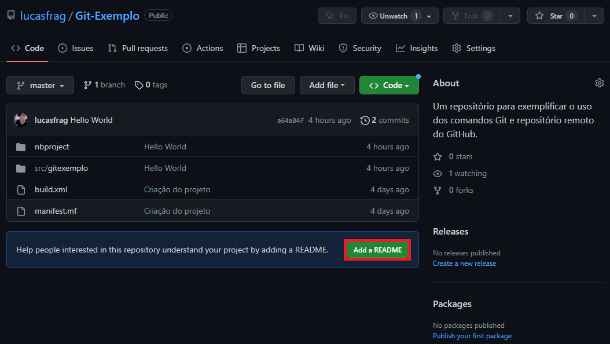 lucasfrag / Git-Exemplo Public
Pin Unwatch 1 Fork 0 Star 0
Code Issues Pull requests Actions Projects Wiki Security Insights Settings
master 1 branch 0 tags Go to file Add file Code
lucasfrag Hello World a64a04f 4 hours ago 2 commits
nbproject Hello World 4 hours ago
src/gitexemplo Hello World 4 hours ago
build.xml Criação do projeto 4 days ago
manifest.mf Criação do projeto 4 days ago
Help people interested in this repository understand your project by adding a README. Add a README
About
Um repositório para exemplificar o uso
dos comandos Git e repositório remoto
do GitHub.
0 stars
1 watching
0 forks
Releases
No releases published
Create a new release
Packages
No packages published
Publish your first package